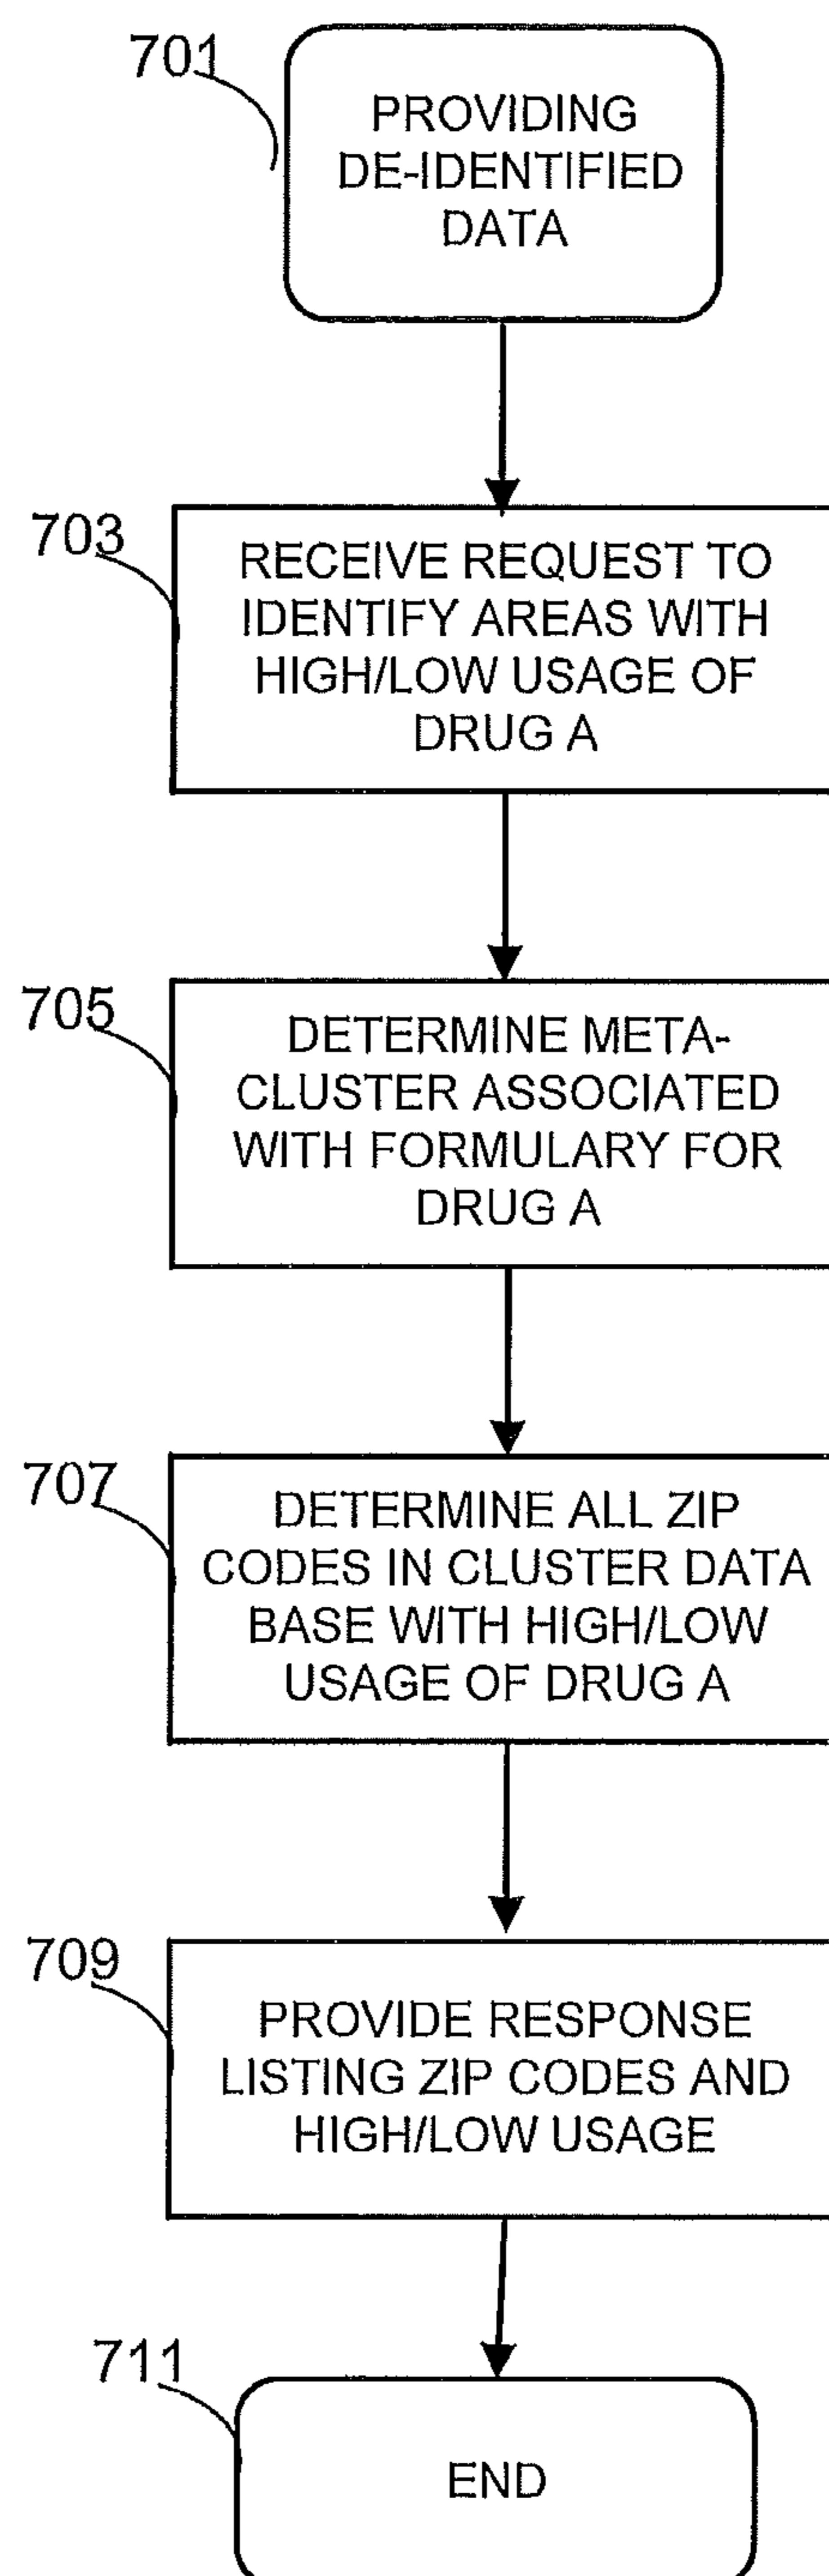 701
PROVIDING
DE-IDENTIFIED
DATA
703
RECEIVE REQUEST TO
IDENTIFY AREAS WITH
HIGH/LOW USAGE OF
DRUG A
705
DETERMINE META-
CLUSTER ASSOCIATED
WITH FORMULARY FOR
DRUG A
707
DETERMINE ALL ZIP
CODES IN CLUSTER DATA
BASE WITH HIGH/LOW
USAGE OF DRUG A
709
PROVIDE RESPONSE
LISTING ZIP CODES AND
HIGH/LOW USAGE
711
END